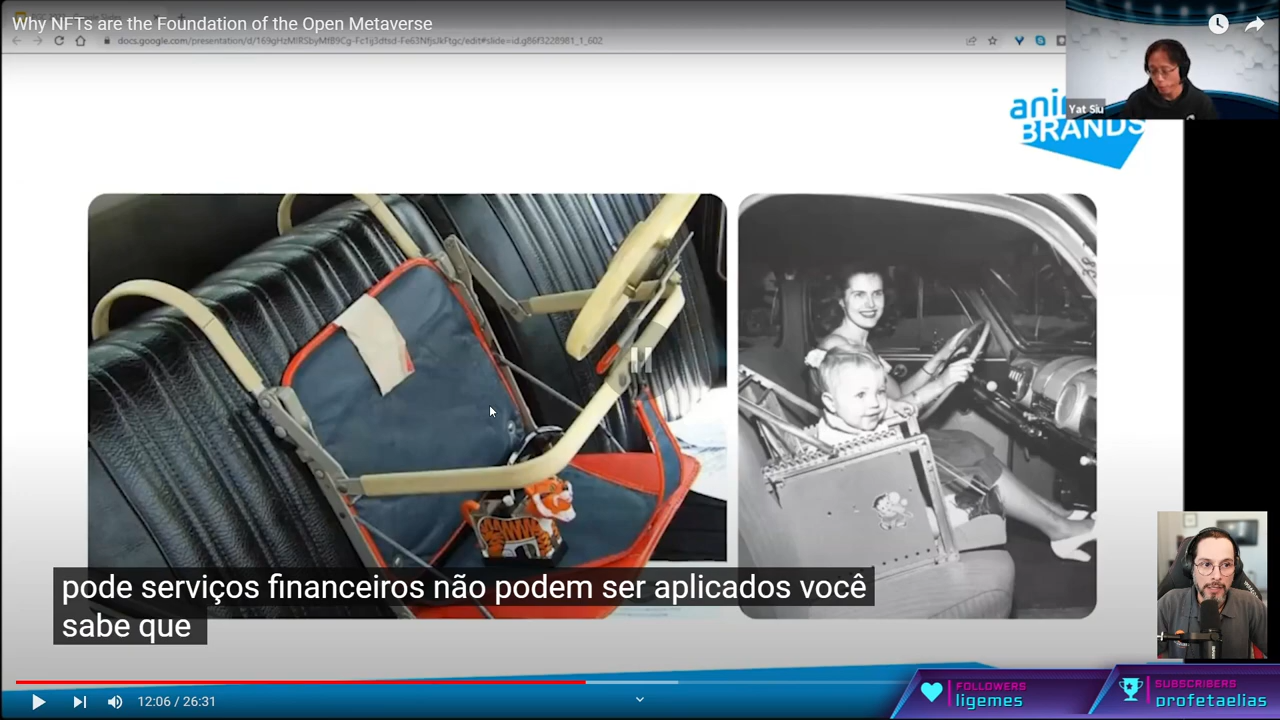 Why NFTs are the Foundation of the Open Metaverse
Yat Siu
ani
BRANDS
pode serviços financeiros não podem ser aplicados você
sabe que
12:06 / 26:31
FOLLOWERS
ligemes
SUBSCRIBERS
profetaelias